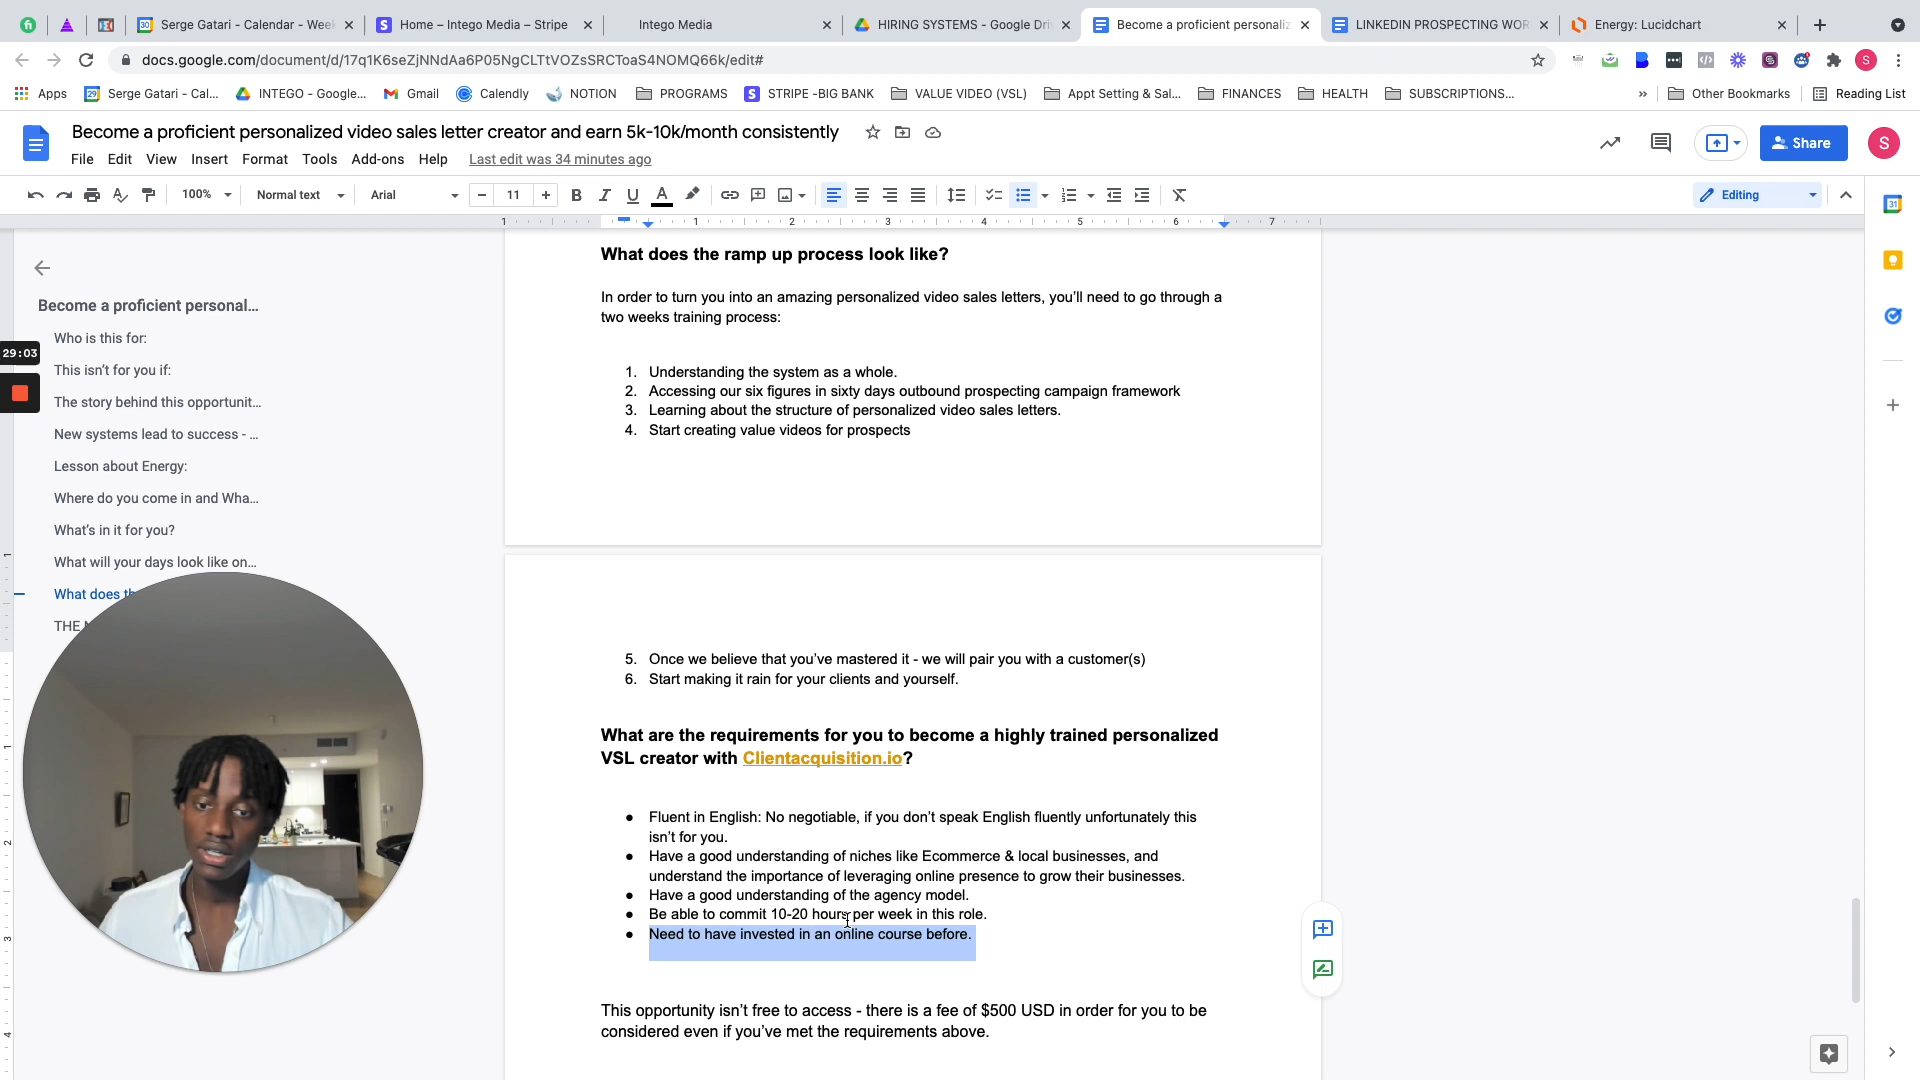 Serge Gatari - Calendar - Wee
Home – Intego Media – Stripe
Intego Media
HIRING SYSTEMS - Google Dri
Become a proficient personaliz
LINKEDIN PROSPECTING WOR
Energy: Lucidchart
docs.google.com/document/d/17q1K6seZjNNdAa6P05NgCLTtVOZsSRCToaS4NOMQ66k/edit#
S
Apps
Serge Gatari - Cal...
INTEGO - Google...
Gmail
Calendly
NOTION
PROGRAMS
STRIPE -BIG BANK
VALUE VIDEO (VSL)
Appt Setting & Sal...
FINANCES
HEALTH
SUBSCRIPTIONS...
»
Other Bookmarks
Reading List
Become a proficient personalized video sales letter creator and earn 5k-10k/month consistently
File Edit View Insert Format Tools Add-ons Help Last edit was 34 minutes ago
Share
S
100% Normal text Arial 11 B I U A Editing
1 1 2 3 4 5 6 7
Become a proficient personal...
Who is this for:
29:03
This isn't for you if:
The story behind this opportunit...
New systems lead to success - ...
Lesson about Energy:
Where do you come in and Wha...
What's in it for you?
What will your days look like on...
What does th
THE
What does the ramp up process look like?
In order to turn you into an amazing personalized video sales letters, you'll need to go through a
two weeks training process:
1. Understanding the system as a whole.
2. Accessing our six figures in sixty days outbound prospecting campaign framework
3. Learning about the structure of personalized video sales letters.
4. Start creating value videos for prospects
5. Once we believe that you've mastered it - we will pair you with a customer(s)
6. Start making it rain for your clients and yourself.
What are the requirements for you to become a highly trained personalized
VSL creator with Clientacquisition.io?
● Fluent in English: No negotiable, if you don't speak English fluently unfortunately this
isn't for you.
● Have a good understanding of niches like Ecommerce & local businesses, and
understand the importance of leveraging online presence to grow their businesses.
● Have a good understanding of the agency model.
● Be able to commit 10-20 hours per week in this role.
● Need to have invested in an online course before.
This opportunity isn't free to access - there is a fee of $500 USD in order for you to be
considered even if you've met the requirements above.